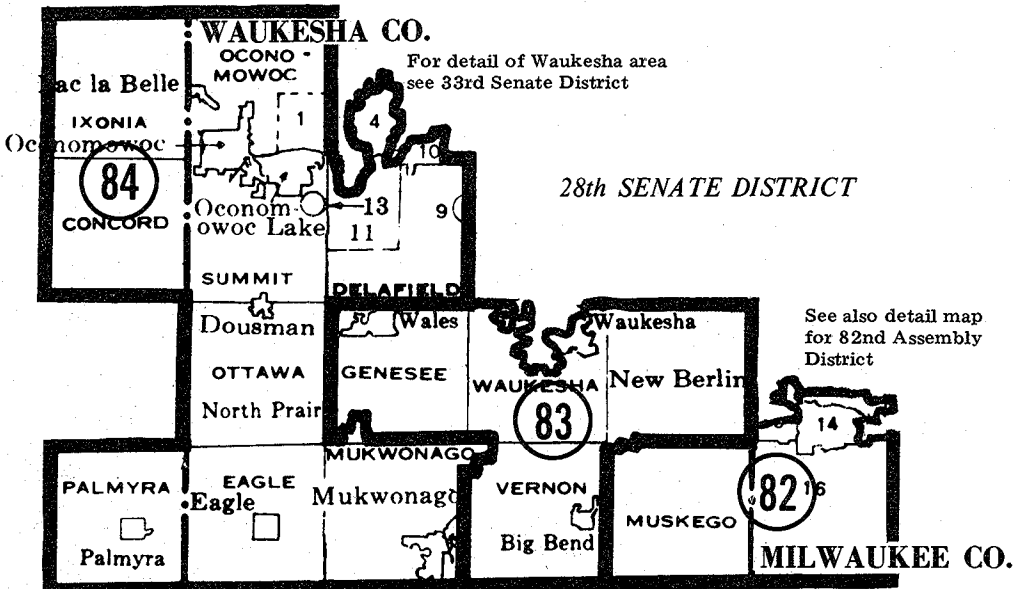 WAUKESHA CO.
OCONO-
MOWOC
For detail of Waukesha area
see 33rd Senate District
Lac la Belle
IXONIA
1
4
Oconomowoc
10
84
28th SENATE DISTRICT
Oconom-
owoc Lake
13
9
CONCORD
11
SUMMIT
DELAFIELD
Dousman
Wales
Waukesha
See also detail map
for 82nd Assembly
District
OTTAWA
GENESEE
WAUKESHA
New Berlin
North Prair
83
14
MUKWONAGO
PALMYRA
EAGLE
Eagle
Mukwonago
VERNON
82
16
MUSKEGO
Palmyra
Big Bend
MILWAUKEE CO.